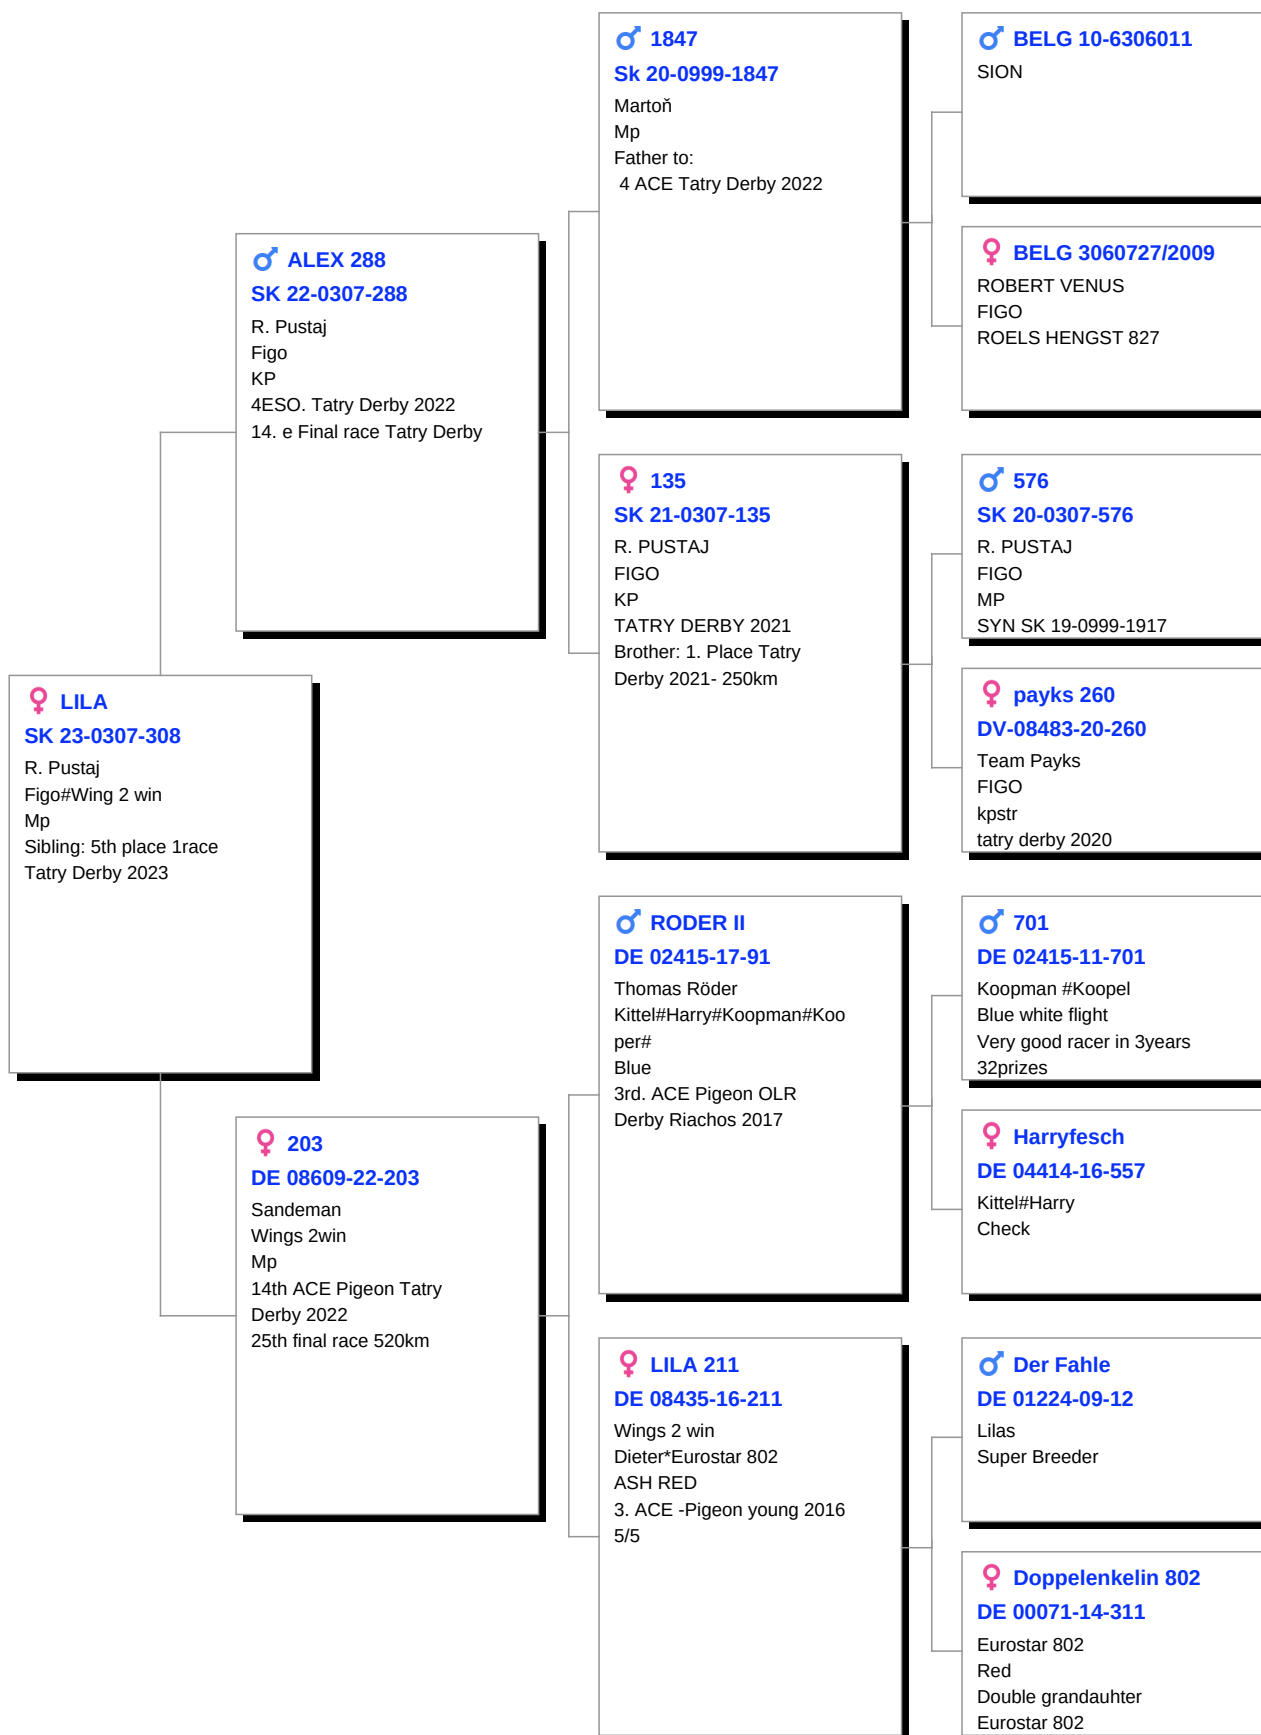 LILA
SK 23-0307-308
R. Pustaj
Figo#Wing 2 win
Mp
Sibling: 5th place 1race
Tatry Derby 2023
ALEX 288
SK 22-0307-288
R. Pustaj
Figo
KP
4ESO. Tatry Derby 2022
14. e Final race Tatry Derby
203
DE 08609-22-203
Sandeman
Wings 2win
Mp
14th ACE Pigeon Tatry
Derby 2022
25th final race 520km
1847
Sk 20-0999-1847
Martoň
Mp
Father to:
4 ACE Tatry Derby 2022
135
SK 21-0307-135
R. PUSTAJ
FIGO
KP
TATRY DERBY 2021
Brother: 1. Place Tatry
Derby 2021- 250km
RODER II
DE 02415-17-91
Thomas Röder
Kittel#Harry#Koopman#Koo
per#
Blue
3rd. ACE Pigeon OLR
Derby Riachos 2017
LILA 211
DE 08435-16-211
Wings 2 win
Dieter*Eurostar 802
ASH RED
3. ACE -Pigeon young 2016
5/5
BELG 10-6306011
SION
BELG 3060727/2009
ROBERT VENUS
FIGO
ROELS HENGST 827
576
SK 20-0307-576
R. PUSTAJ
FIGO
MP
SYN SK 19-0999-1917
payks 260
DV-08483-20-260
Team Payks
FIGO
kpstr
tatry derby 2020
701
DE 02415-11-701
Koopman #Koopel
Blue white flight
Very good racer in 3years
32prizes
Harryfesch
DE 04414-16-557
Kittel#Harry
Check
Der Fahle
DE 01224-09-12
Lilas
Super Breeder
Doppelenkelin 802
DE 00071-14-311
Eurostar 802
Red
Double grandauhter
Eurostar 802